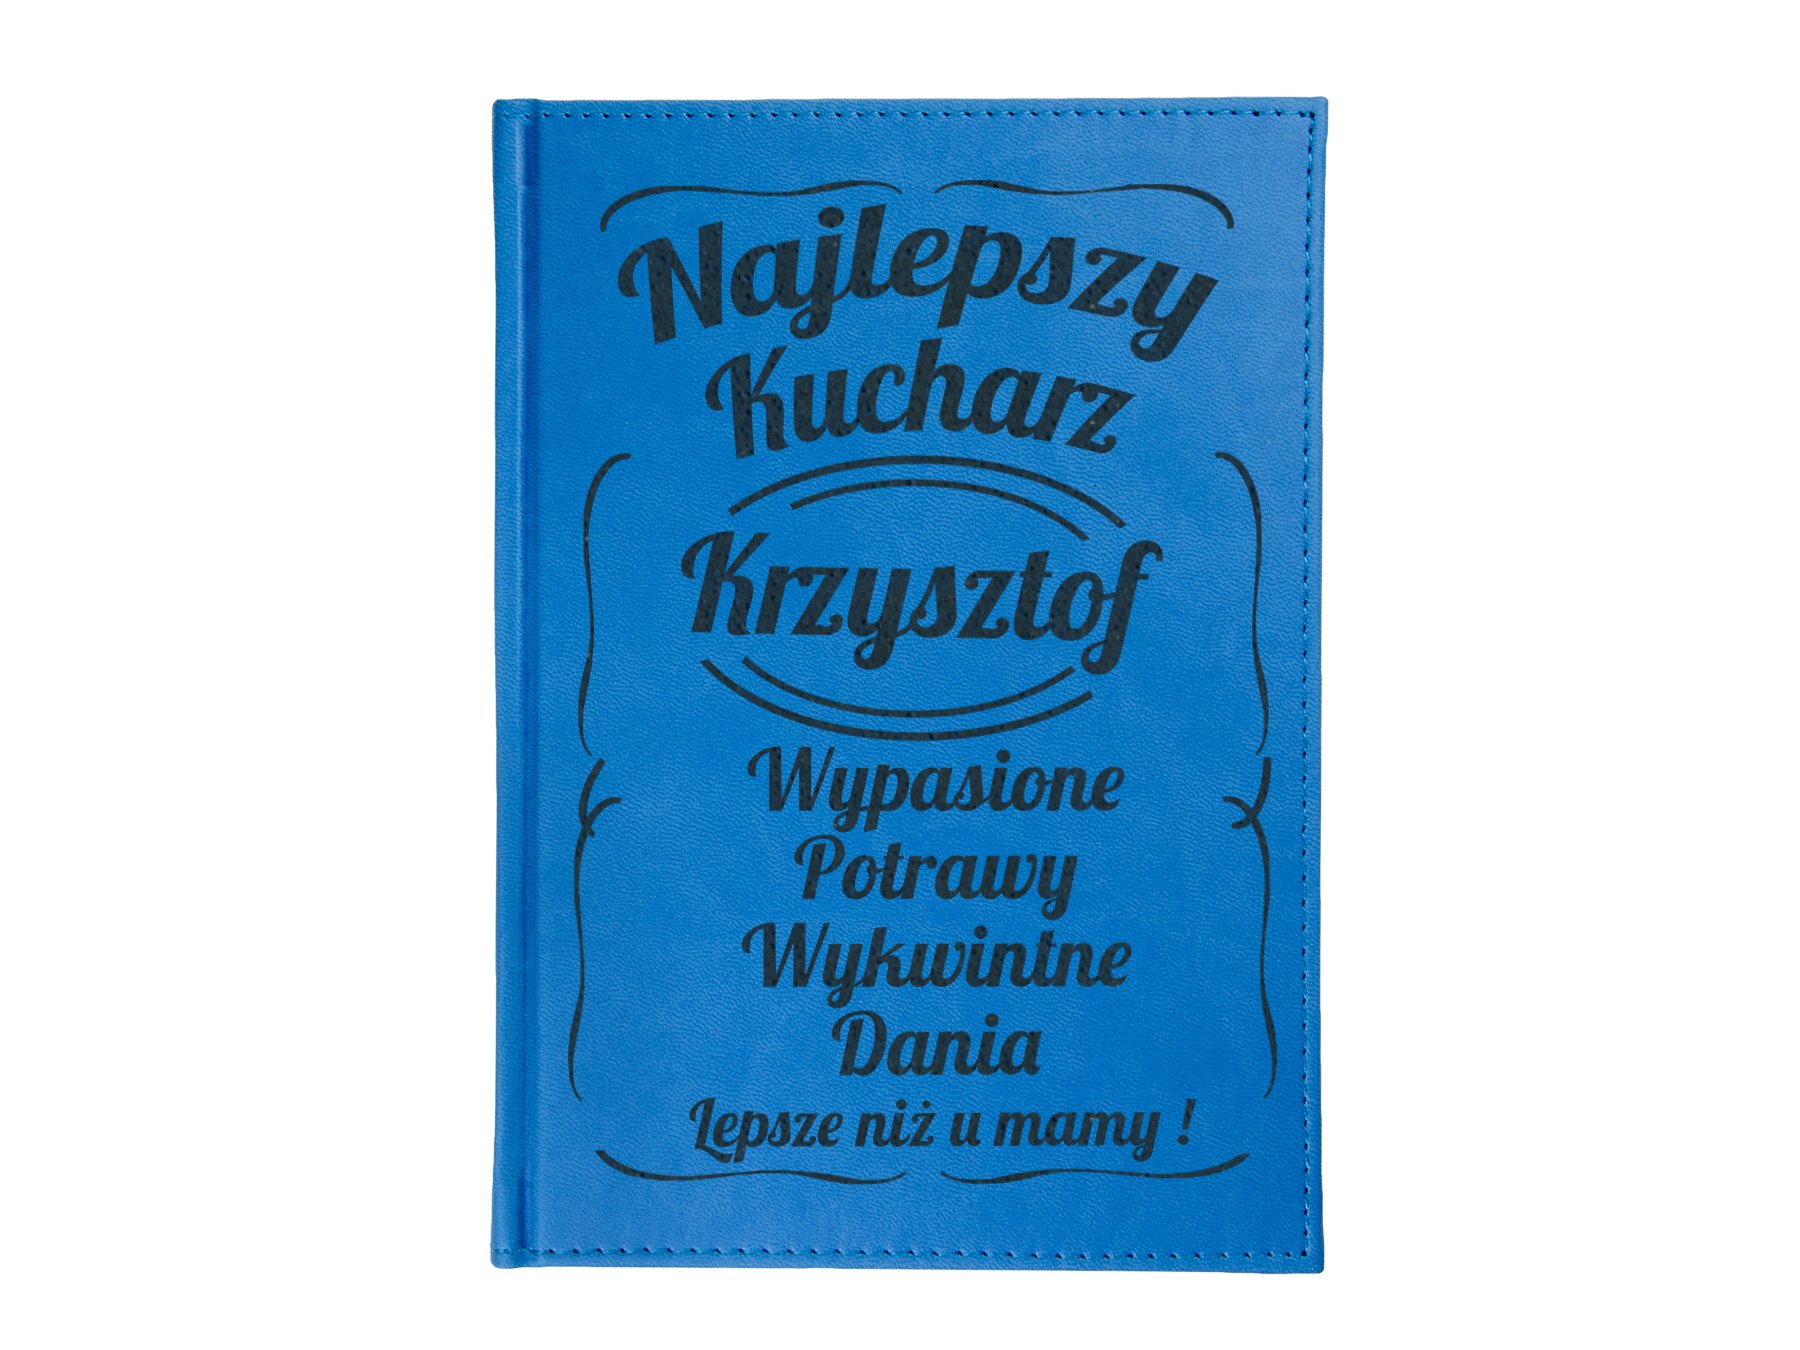 Najlepszy
Kucharz
Krzysztof
Wypasione
Potrawy
Wykwintne
Dania
Lepsze niż u mamy !